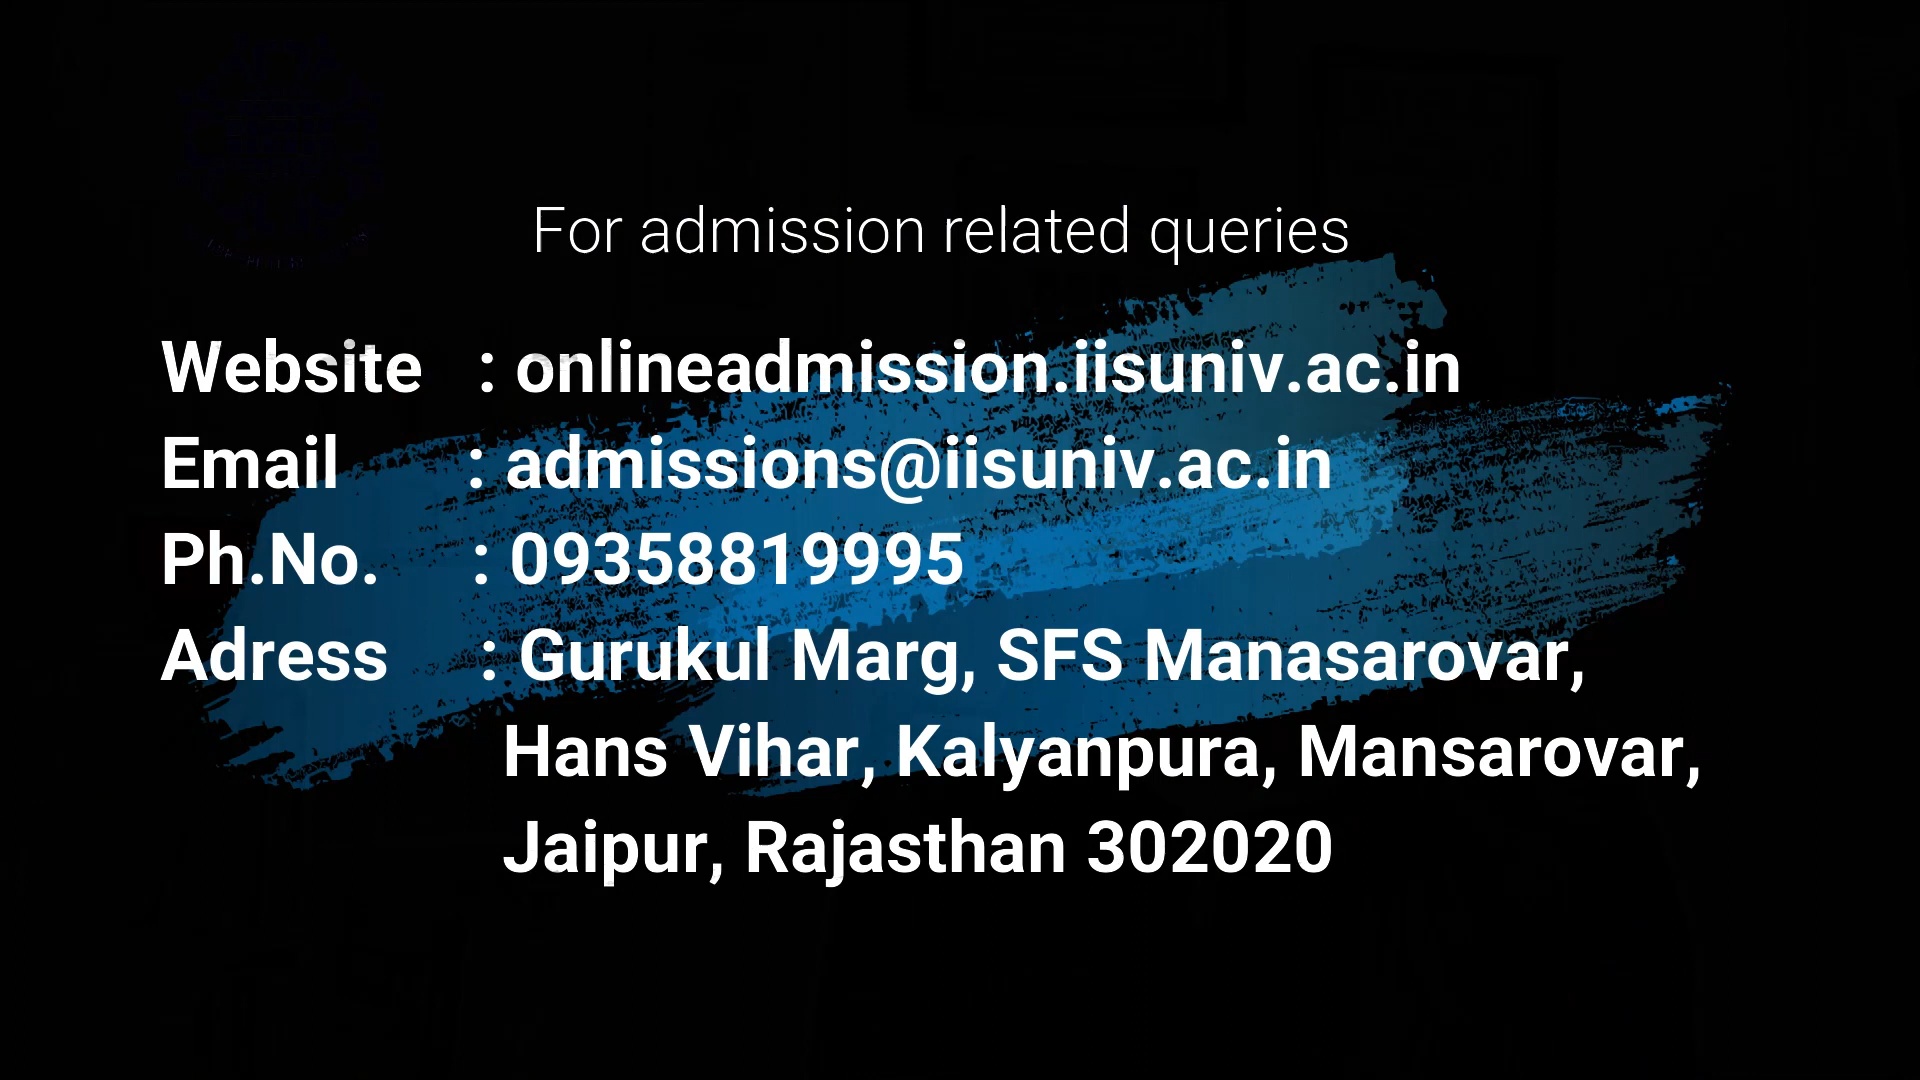 For admission related queries
Website : onlineadmission.iisuniv.ac.in
Email : admissions@iisuniv.ac.in
Ph.No. : 09358819995
Adress : Gurukul Marg, SFS Manasarovar,
Hans Vihar, Kalyanpura, Mansarovar,
Jaipur, Rajasthan 302020